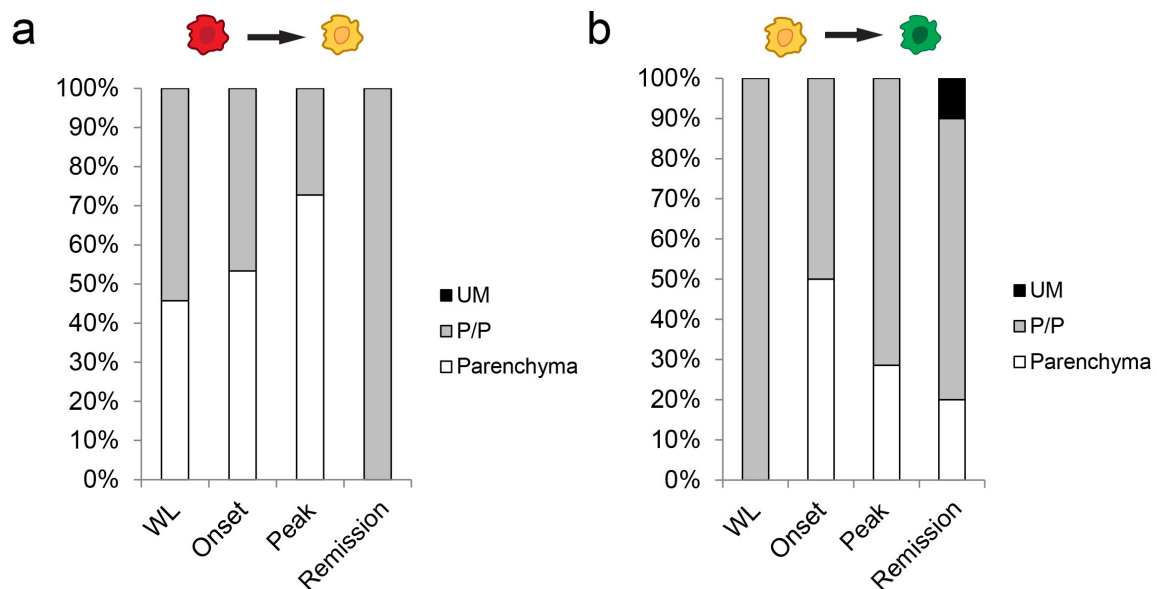 a
100%
90%
80%
70%
60%
50%
40%
30%
20%
10%
0%
WL
Onset
Peak
Remission
UM
P/P
Parenchyma
b
100%
90%
80%
70%
60%
50%
40%
30%
20%
10%
0%
WL
Onset
Peak
Remission
UM
P/P
Parenchyma